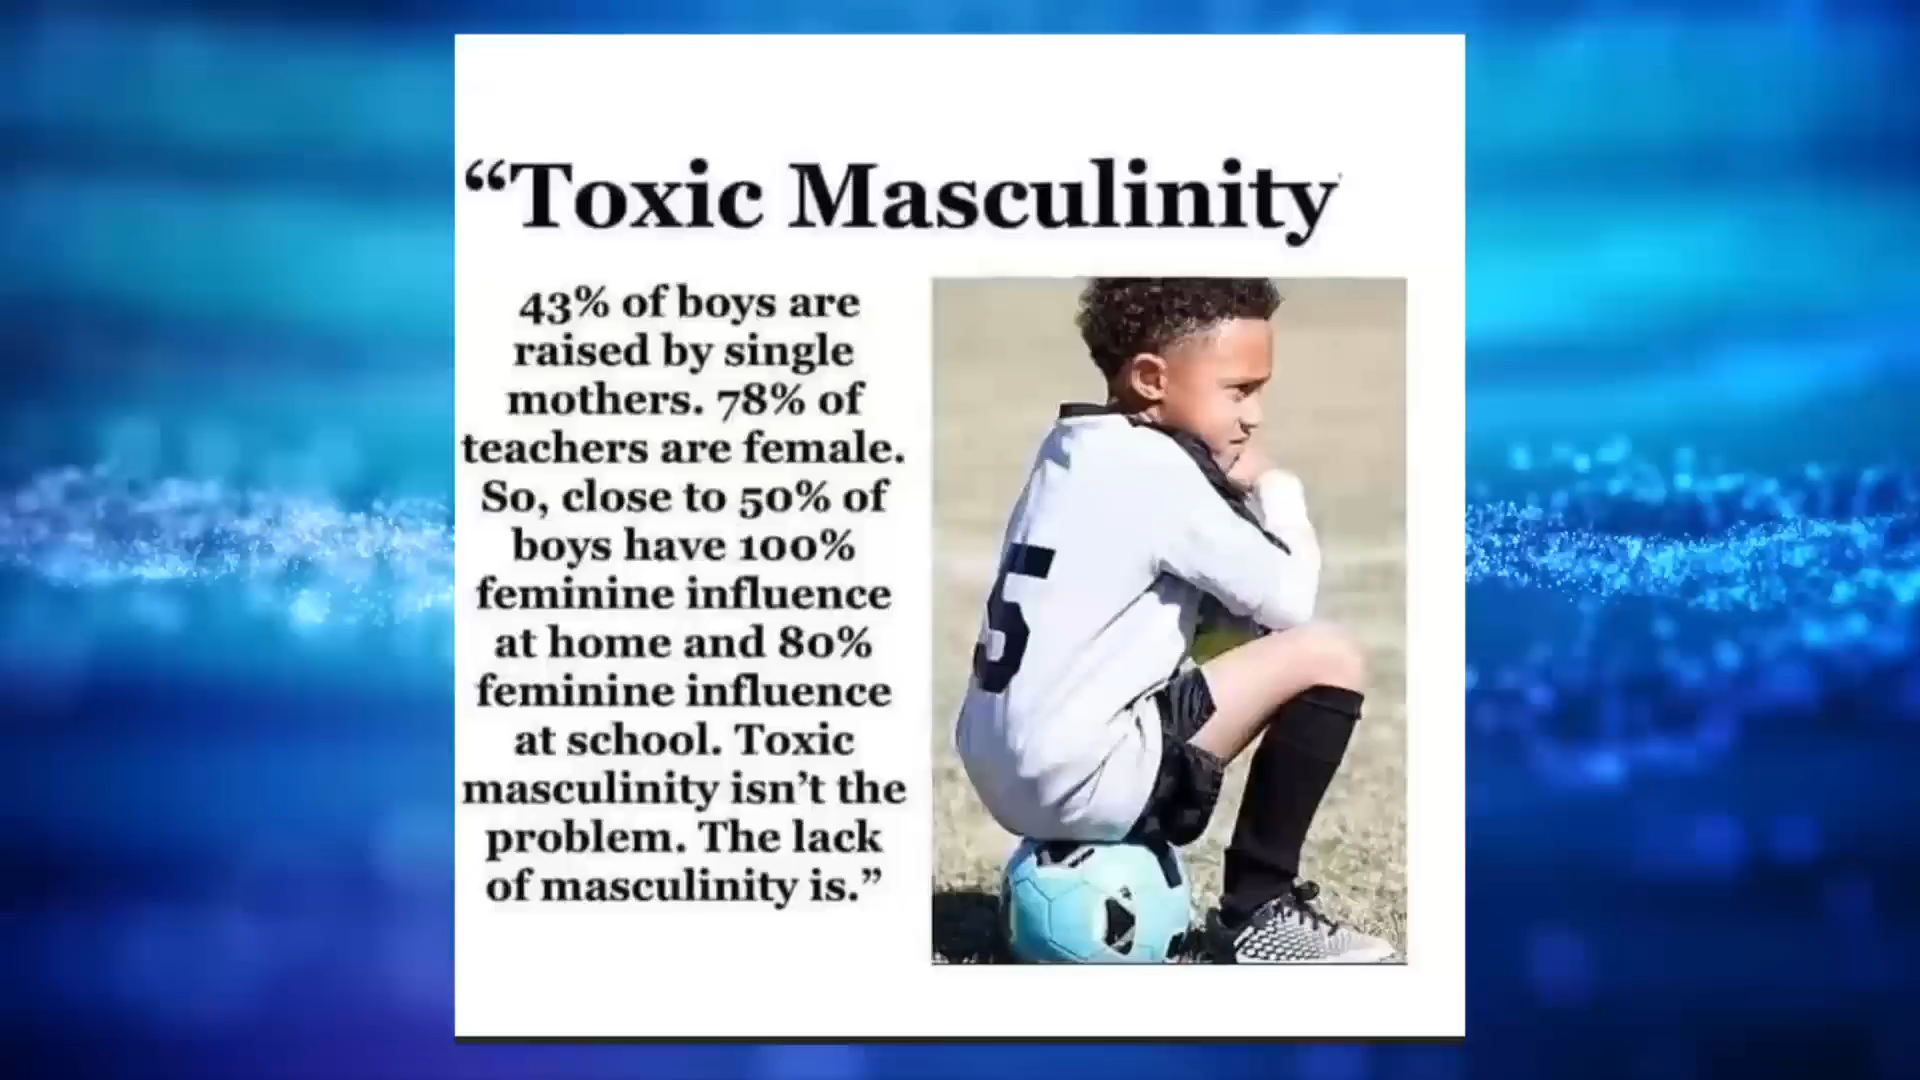 “Toxic Masculinity
43% of boys are
raised by single
mothers. 78% of
teachers are female.
So, close to 50% of
boys have 100%
feminine influence
at home and 80%
feminine influence
at school. Toxic
masculinity isn’t the
problem. The lack
of masculinity is.”
5